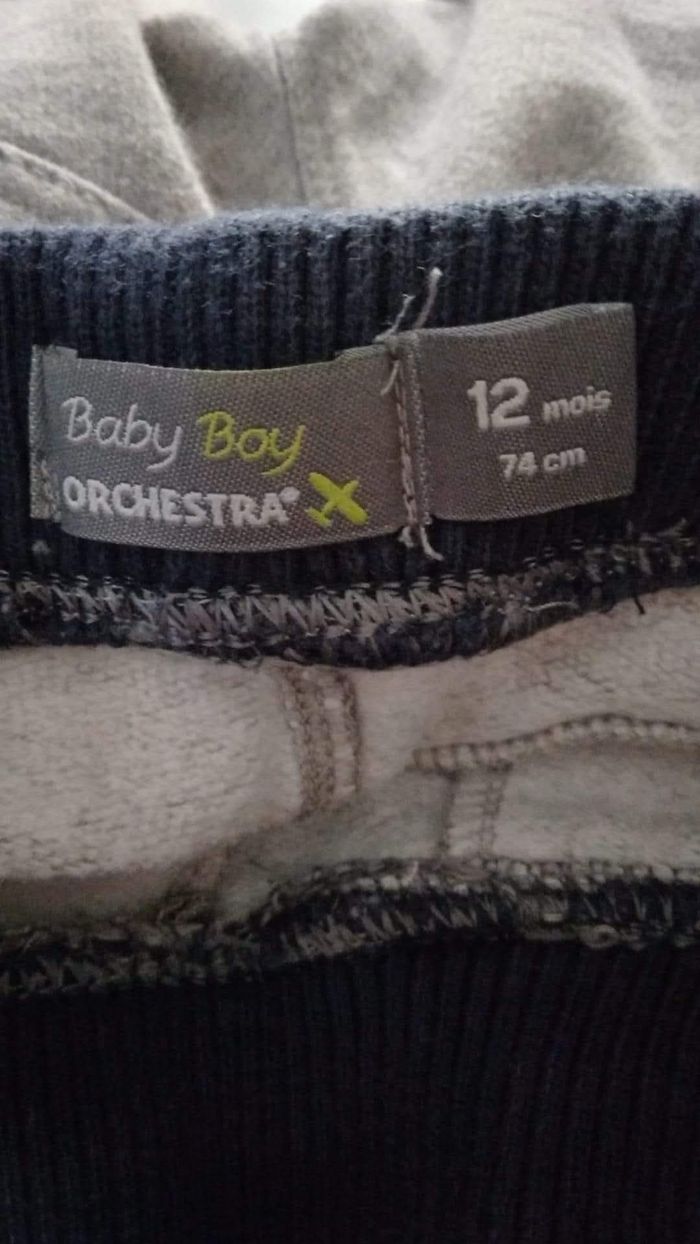 Baby Boy
ORCHESTRA®
12 mois
74 cm